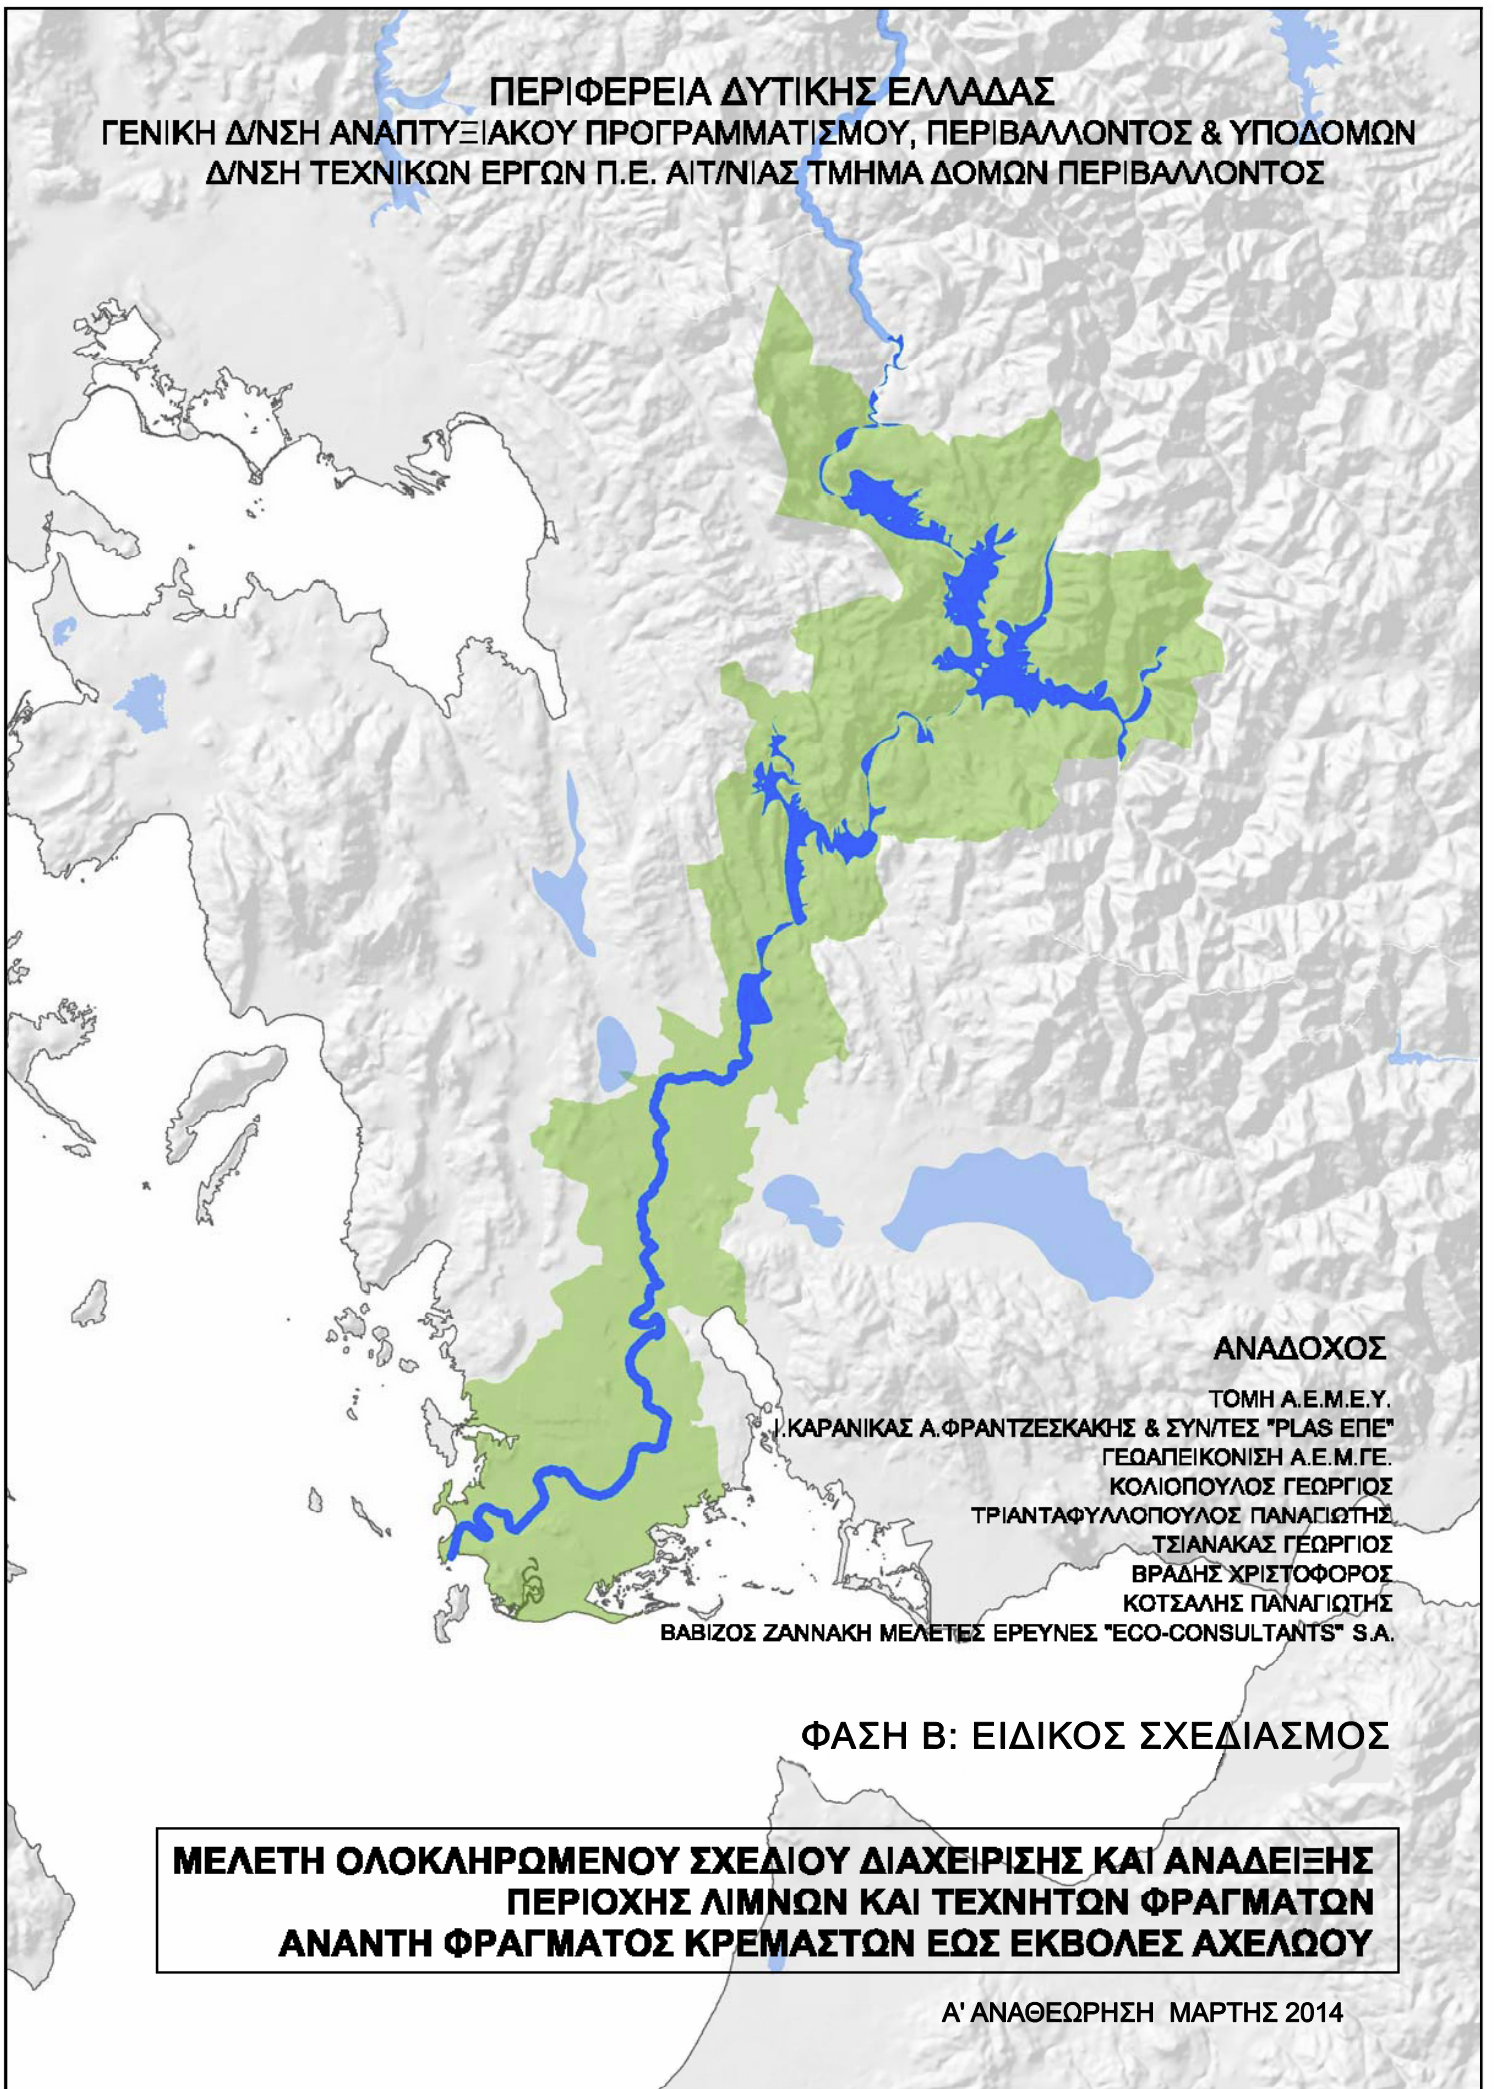 ΠΕΡΙΦΕΡΕΙΑ ΔΥΤΙΚΗΣ ΕΛΛΑΔΑΣ
ΓΕΝΙΚΗ Δ/ΝΣΗ ΑΝΑΠΤΥΞΙΑΚΟΥ ΠΡΟΓΡΑΜΜΑΤΙΣΜΟΥ, ΠΕΡΙΒΑΛΛΟΝΤΟΣ & ΥΠΟΔΟΜΩΝ
Δ/ΝΣΗ ΤΕΧΝΙΚΩΝ ΕΡΓΩΝ Π.Ε. ΑΙΤ/ΝΙΑΣ ΤΜΗΜΑ ΔΟΜΩΝ ΠΕΡΙΒΑΛΛΟΝΤΟΣ
ΑΝΑΔΟΧΟΣ
ΤΟΜΗ Α.Ε.Μ.Ε.Υ.
Ι.ΚΑΡΑΝΙΚΑΣ Α.ΦΡΑΝΤΖΕΣΚΑΚΗΣ & ΣΥΝ/ΤΕΣ "PLAS ΕΠΕ"
ΓΕΩΑΠΕΙΚΟΝΙΣΗ Α.Ε.Μ.ΓΕ.
ΚΟΛΙΟΠΟΥΛΟΣ ΓΕΩΡΓΙΟΣ
ΤΡΙΑΝΤΑΦΥΛΛΟΠΟΥΛΟΣ ΠΑΝΑΓΙΩΤΗΣ
ΤΣΙΑΝΑΚΑΣ ΓΕΩΡΓΙΟΣ
ΒΡΑΔΗΣ ΧΡΙΣΤΟΦΟΡΟΣ
ΚΟΤΣΑΛΗΣ ΠΑΝΑΓΙΩΤΗΣ
ΒΑΒΙΖΟΣ ΖΑΝΝΑΚΗ ΜΕΛΕΤΕΣ ΕΡΕΥΝΕΣ "ECO-CONSULTANTS" S.A.
ΦΑΣΗ Β: ΕΙΔΙΚΟΣ ΣΧΕΔΙΑΣΜΟΣ
ΜΕΛΕΤΗ ΟΛΟΚΛΗΡΩΜΕΝΟΥ ΣΧΕΔΙΟΥ ΔΙΑΧΕΙΡΙΣΗΣ ΚΑΙ ΑΝΑΔΕΙΞΗΣ
ΠΕΡΙΟΧΗΣ ΛΙΜΝΩΝ ΚΑΙ ΤΕΧΝΗΤΩΝ ΦΡΑΓΜΑΤΩΝ
ΑΝΑΝΤΗ ΦΡΑΓΜΑΤΟΣ ΚΡΕΜΑΣΤΩΝ ΕΩΣ ΕΚΒΟΛΕΣ ΑΧΕΛΩΟΥ
Α' ΑΝΑΘΕΩΡΗΣΗ ΜΑΡΤΗΣ 2014